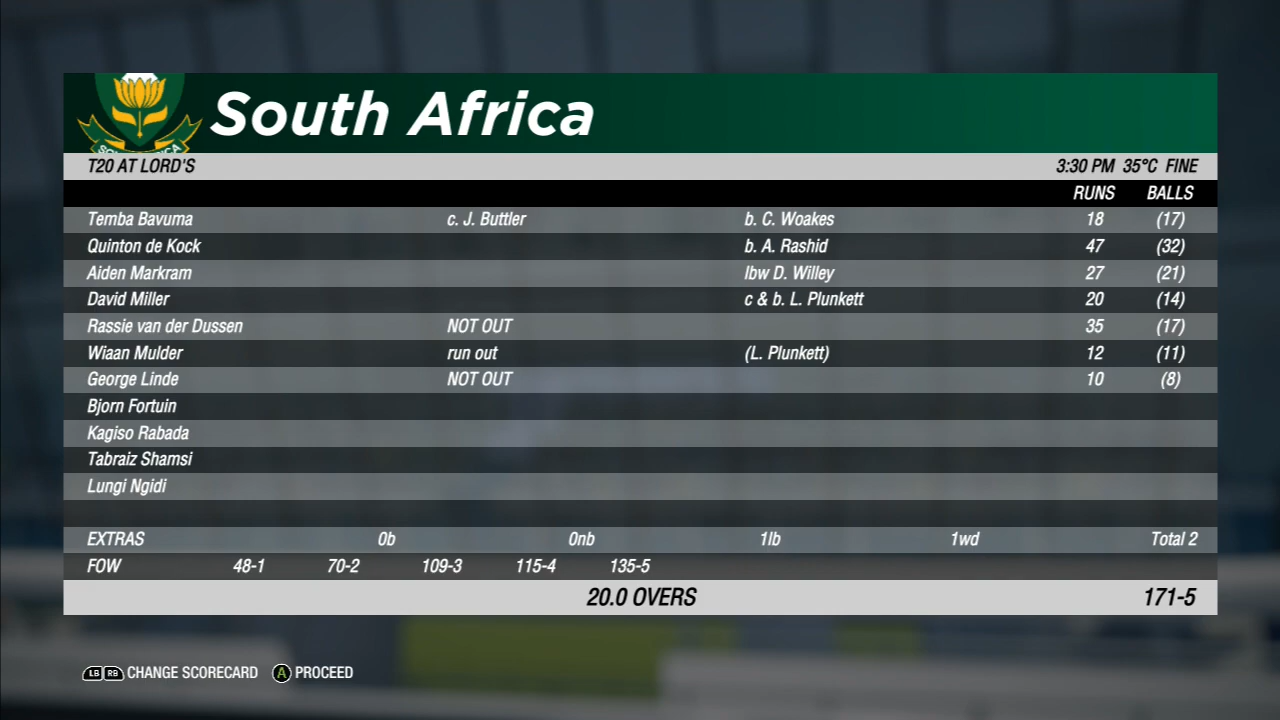 South Africa
SO AFRICA
T20 AT LORD'S 3:30 PM 35°C FINE
RUNS BALLS
Temba Bavuma c. J. Buttler b. C. Woakes 18 (17)
Quinton de Kock b. A. Rashid 47 (32)
Aiden Markram lbw D. Willey 27 (21)
David Miller c & b. L. Plunkett 20 (14)
Rassie van der Dussen NOT OUT 35 (17)
Wiaan Mulder run out (L. Plunkett) 12 (11)
George Linde NOT OUT 10 (8)
Bjorn Fortuin
Kagiso Rabada
Tabraiz Shamsi
Lungi Ngidi
EXTRAS 0b 0nb 1lb 1wd Total 2
FOW 48-1 70-2 109-3 115-4 135-5
20.0 OVERS 171-5
LB RB CHANGE SCORECARD A PROCEED